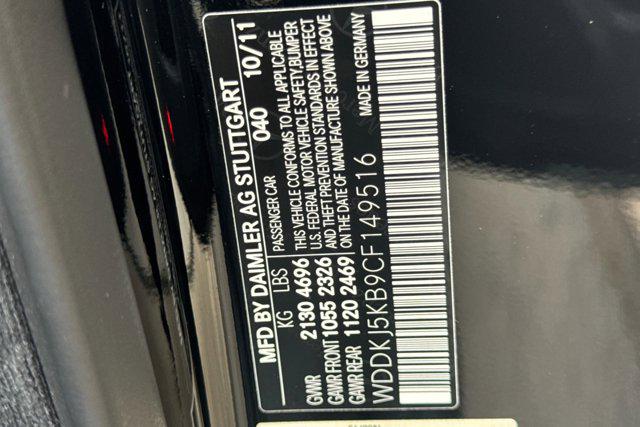 MFD BY DAIMLER AG STUTTGART 10/11
KG LBS PASSENGER CAR 040
GVWR 2130 4696 THIS VEHICLE CONFORMS TO ALL APPLICABLE
GAWR FRONT 1055 2326 U.S. FEDERAL MOTOR VEHICLE SAFETY, BUMPER
GAWR REAR 1120 2469 AND THEFT PREVENTION STANDARDS IN EFFECT
ON THE DATE OF MANUFACTURE SHOWN ABOVE
WDDKJ5KB9CF149516 MADE IN GERMANY